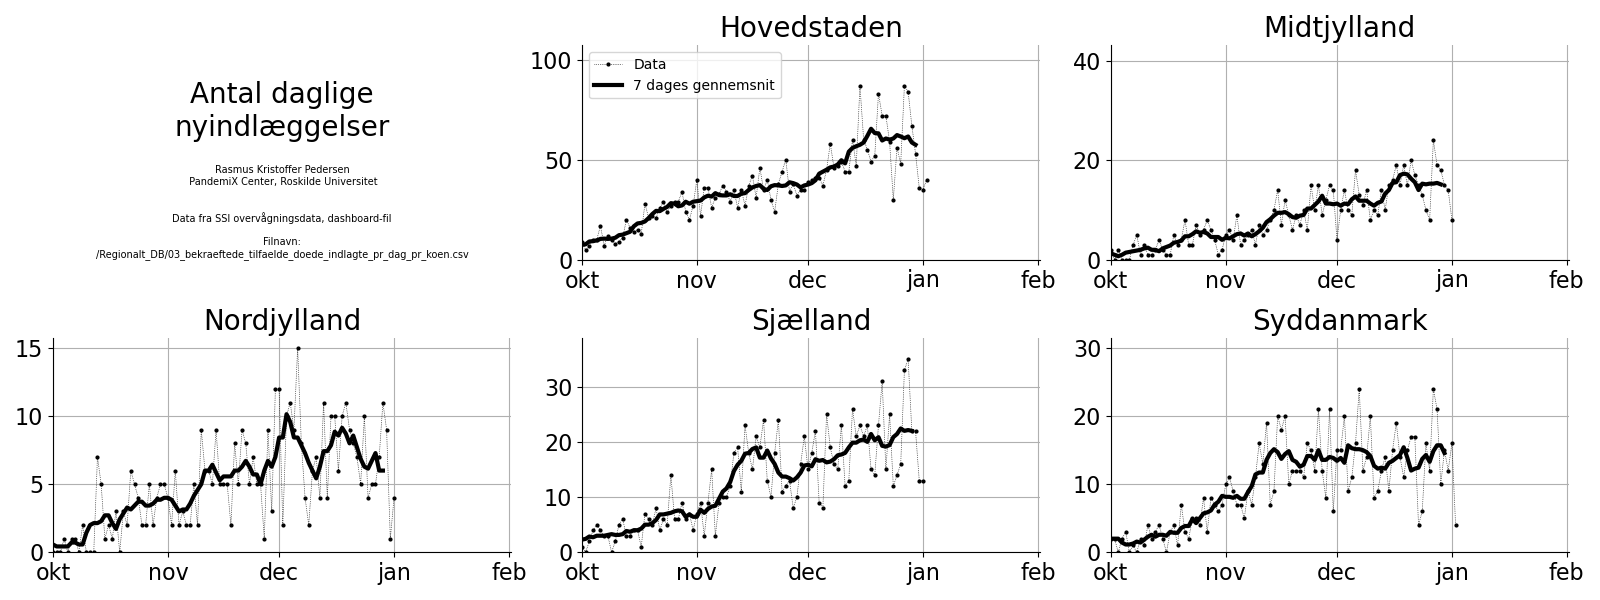 Antal daglige
nyindlæggelser
Rasmus Kristoffer Pedersen
PandemiX Center, Roskilde Universitet
Data fra SSI overvågningsdata, dashboard-fil
Filnavn:
/Regionalt_DB/03_bekraeftede_tilfaelde_doede_indlagte_pr_dag_pr_koen.csv
Hovedstaden
Data
7 dages gennemsnit
100
50
0
okt nov dec jan feb
Midtjylland
40
20
0
okt nov dec jan feb
Nordjylland
15
10
5
0
okt nov dec jan feb
Sjælland
30
20
10
0
okt nov dec jan feb
Syddanmark
30
20
10
0
okt nov dec jan feb